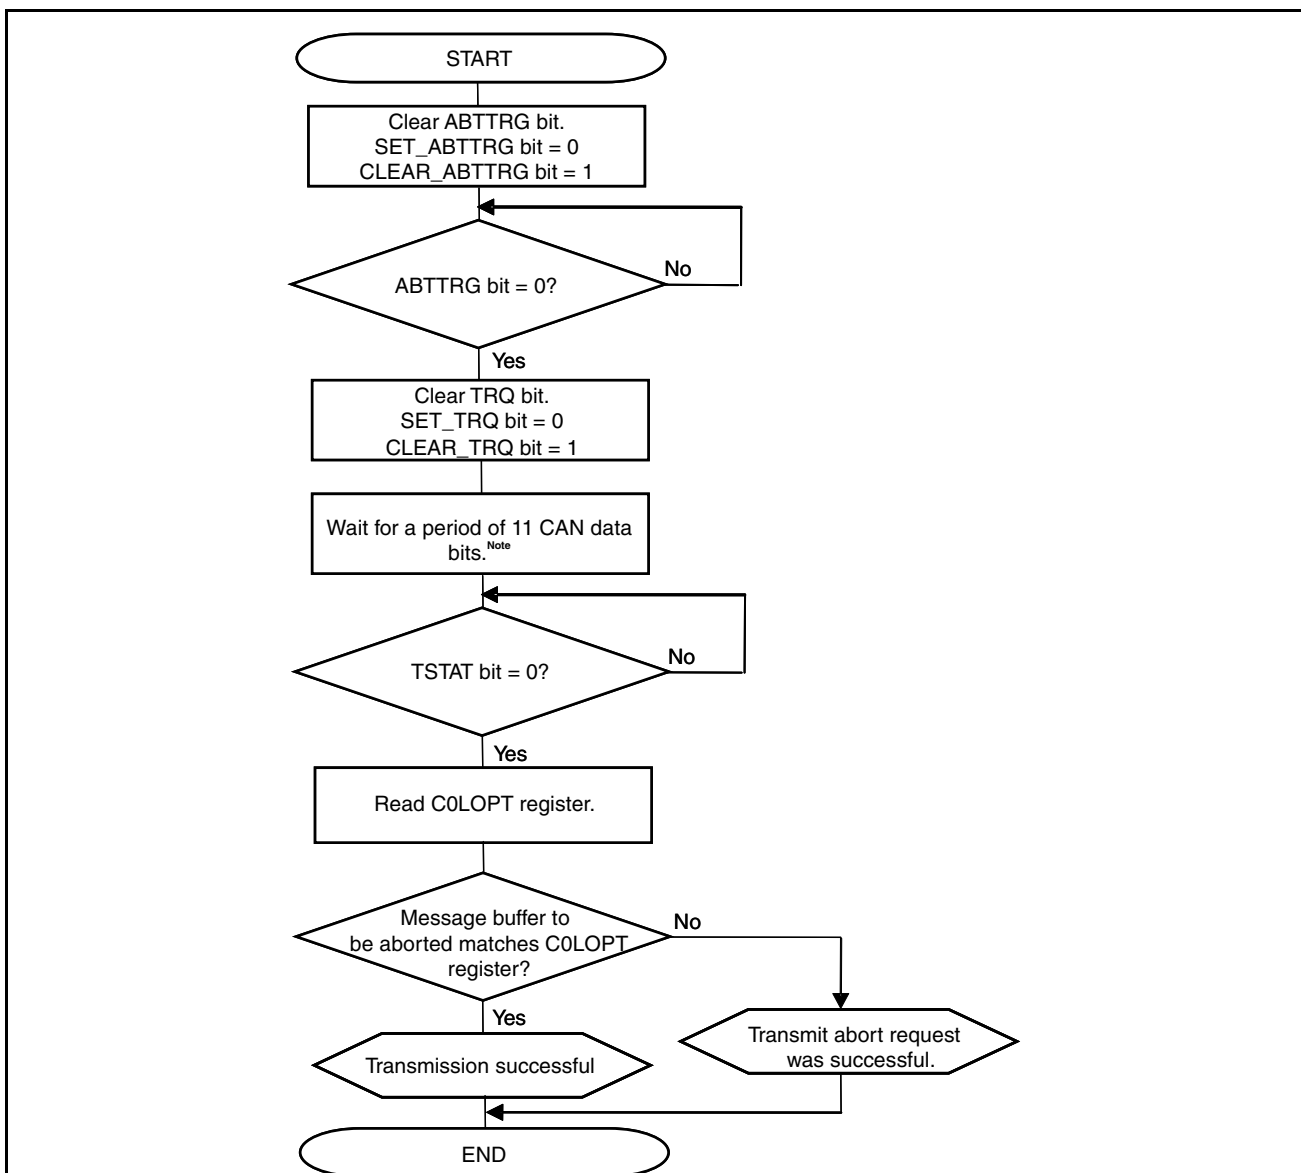 START
Clear ABTTRG bit.
SET_ABTTRG bit = 0
CLEAR_ABTTRG bit = 1
ABTTRG bit = 0?
No
Yes
Clear TRQ bit.
SET_TRQ bit = 0
CLEAR_TRQ bit = 1
Wait for a period of 11 CAN data
bits.Note
TSTAT bit = 0?
No
Yes
Read C0LOPT register.
Message buffer to
be aborted matches C0LOPT
register?
No
Yes
Transmission successful
Transmit abort request
was successful.
END